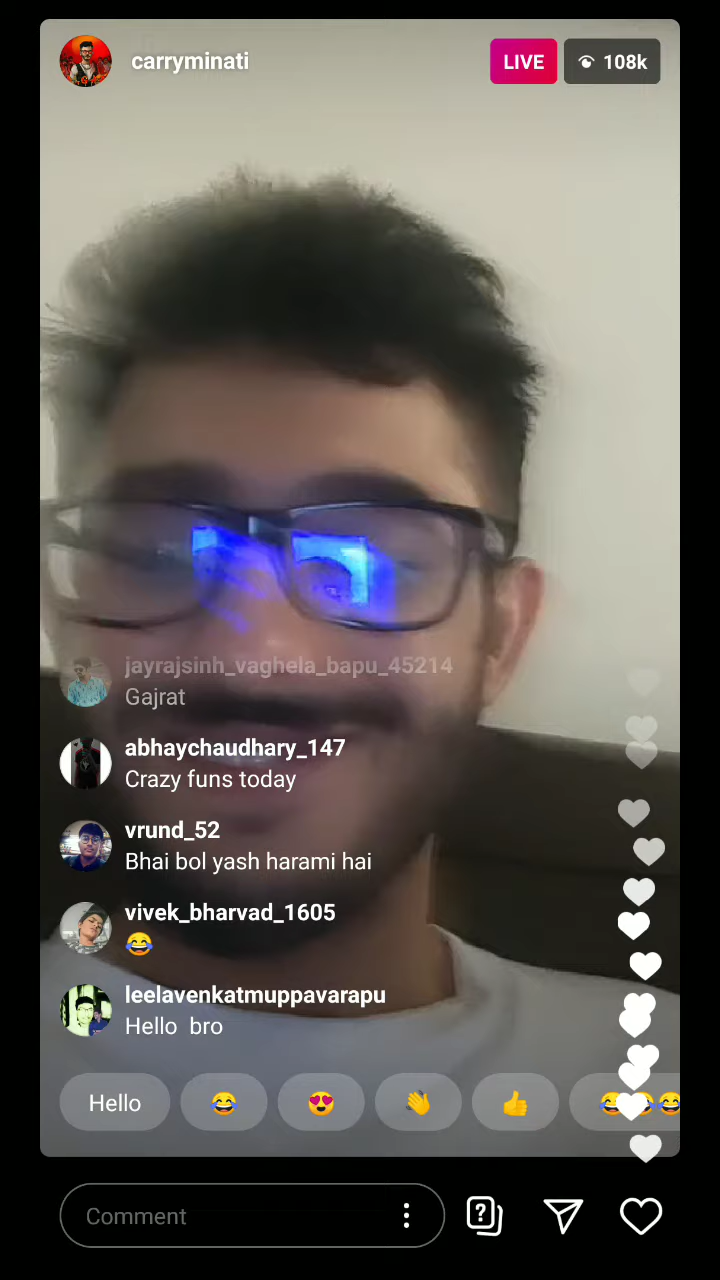 carryminati
LIVE
108k
jayrajsinh_vaghela_bapu_45214
Gajrat
abhaychaudhary_147
Crazy funs today
vrund_52
Bhai bol yash harami hai
vivek_bharvad_1605
😂
leelavenkatmuppavarapu
Hello bro
Hello 😂 😍 👋 👍 😂😂😂
Comment